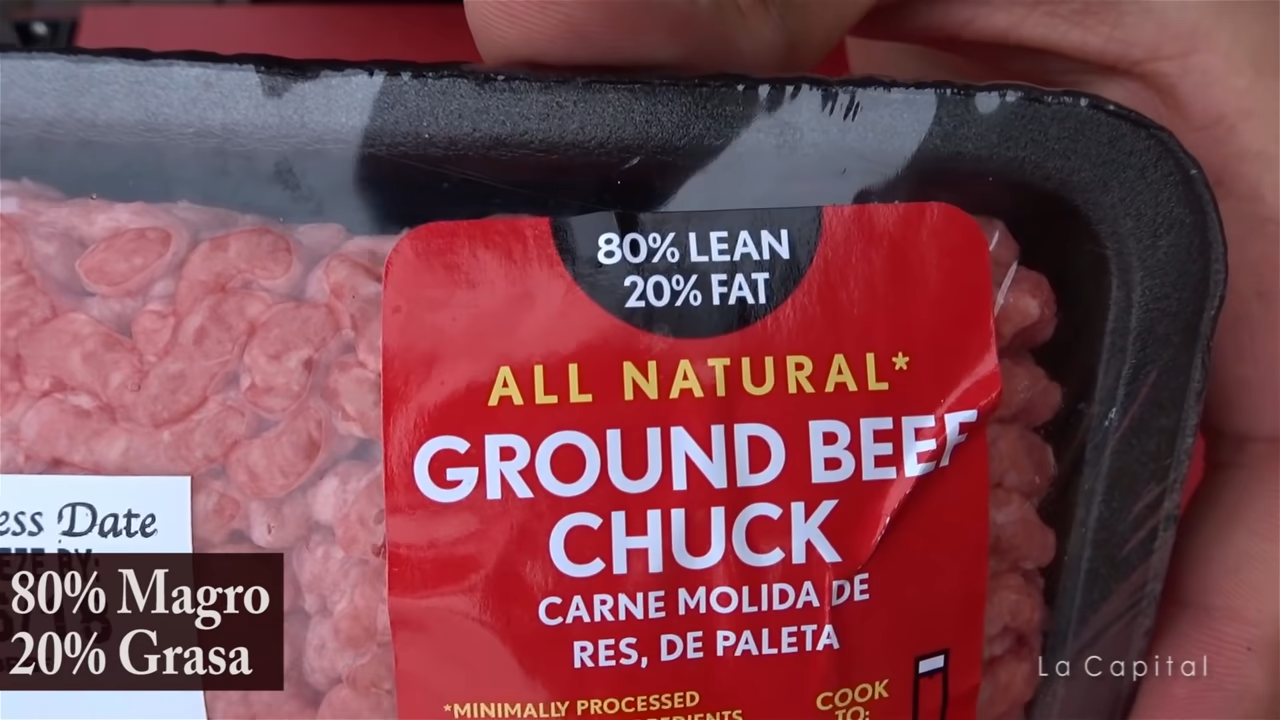 80% LEAN
20% FAT
ALL NATURAL*
GROUND BEEF
CHUCK
CARNE MOLIDA DE
RES, DE PALETA
*MINIMALLY PROCESSED
COOK
TO:
Date
80% Magro
20% Grasa
La Capital